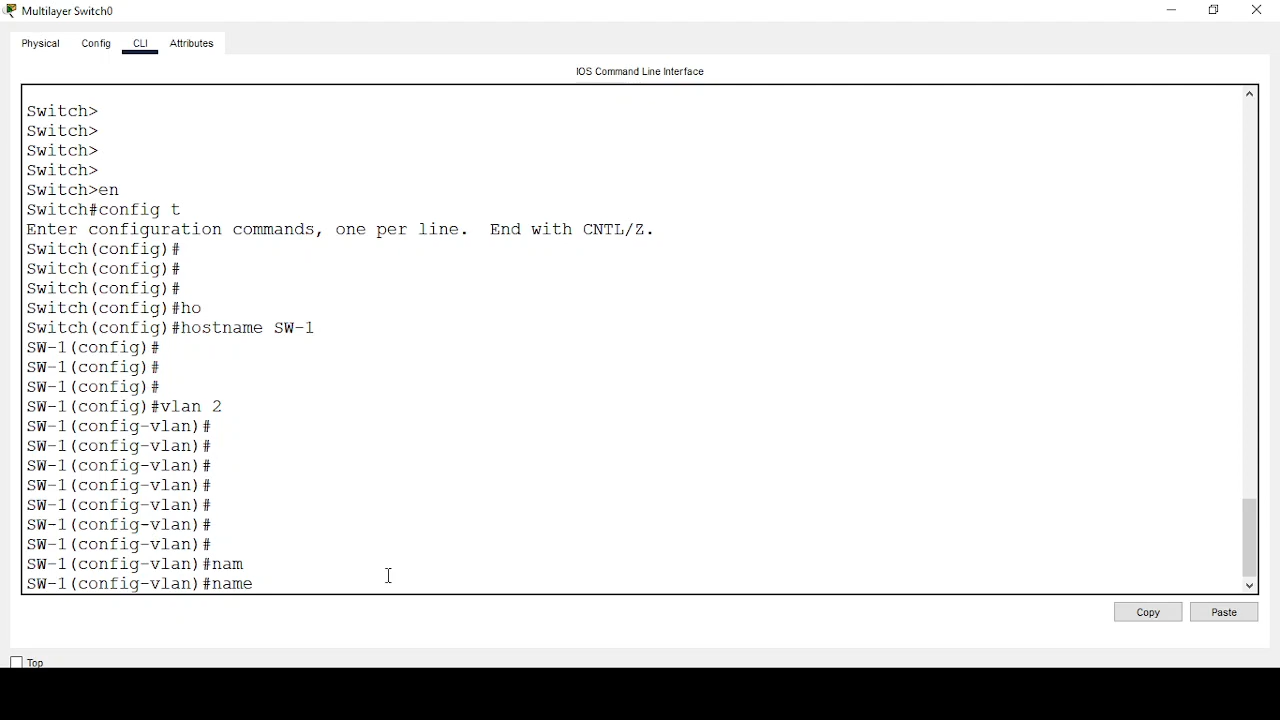 Multilayer Switch0
Physical Config CLI Attributes
IOS Command Line Interface
Switch>
Switch>
Switch>
Switch>
Switch>en
Switch#config t
Enter configuration commands, one per line.  End with CNTL/Z.
Switch(config)#
Switch(config)#
Switch(config)#
Switch(config)#ho
Switch(config)#hostname SW-1
SW-1(config)#
SW-1(config)#
SW-1(config)#
SW-1(config)#vlan 2
SW-1(config-vlan)#
SW-1(config-vlan)#
SW-1(config-vlan)#
SW-1(config-vlan)#
SW-1(config-vlan)#
SW-1(config-vlan)#
SW-1(config-vlan)#
SW-1(config-vlan)#nam
SW-1(config-vlan)#name
Copy Paste
Top